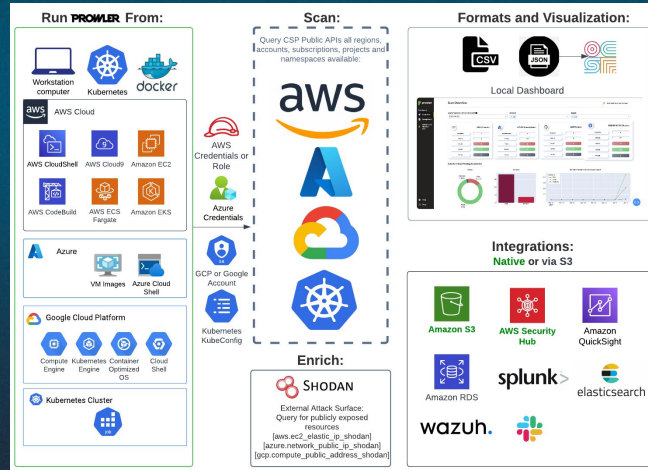 Run PROWLER From:
Workstation
computer
Kubernetes
docker
aws
AWS Cloud
AWS CloudShell
AWS Cloud9
Amazon EC2
AWS CodeBuild
AWS ECS
Fargate
Amazon EKS
Azure
VM Images
Azure Cloud
Shell
Google Cloud Platform
Compute
Engine
Kubernetes
Engine
Container
Optimized
OS
Cloud
Shell
Kubernetes Cluster
AWS
Credentials or
Role
Azure
Credentials
GCP or Google
Account
Kubernetes
KubeConfig
Scan:
Query CSP Public APIs all regions,
accounts, subscriptions, projects and
namespaces available:
aws
Enrich:
SHODAN
External Attack Surface:
Query for publicly exposed
resources
[aws.ec2_elastic_ip_shodan]
[azure.network_public_ip_shodan]
[gcp.compute_public_address_shodan]
Formats and Visualization:
CSV
JSON
Local Dashboard
prowler
Integrations:
Native or via S3
Amazon S3
AWS Security
Hub
Amazon
QuickSight
Amazon RDS
splunk>
elasticsearch
wazuh.